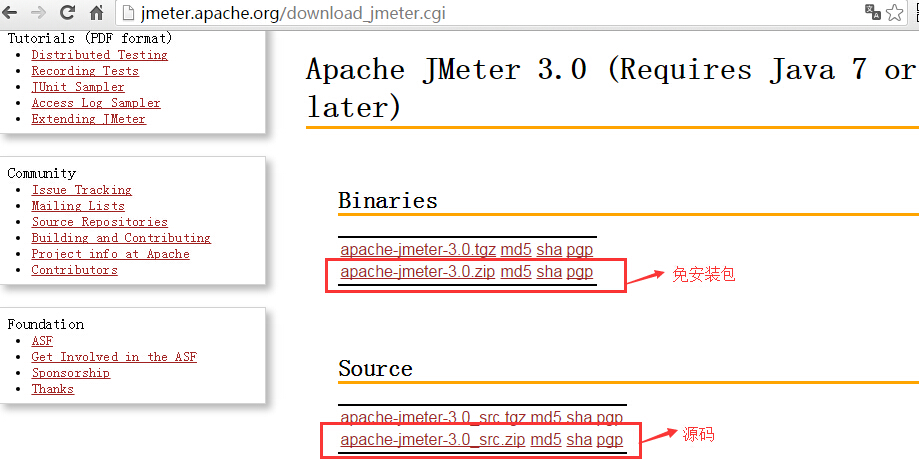 jmeter.apache.org/download_jmeter.cgi
Tutorials (PDF format)
Distributed Testing
Recording Tests
JUnit Sampler
Access Log Sampler
Extending JMeter
Community
Issue Tracking
Mailing Lists
Source Repositories
Building and Contributing
Project info at Apache
Contributors
Foundation
ASF
Get Involved in the ASF
Sponsorship
Thanks
Apache JMeter 3.0 (Requires Java 7 or
later)
Binaries
apache-jmeter-3.0.tgz md5 sha pgp
apache-jmeter-3.0.zip md5 sha pgp
免安装包
Source
apache-jmeter-3.0_src.tgz md5 sha pgp
apache-jmeter-3.0_src.zip md5 sha pgp
源码